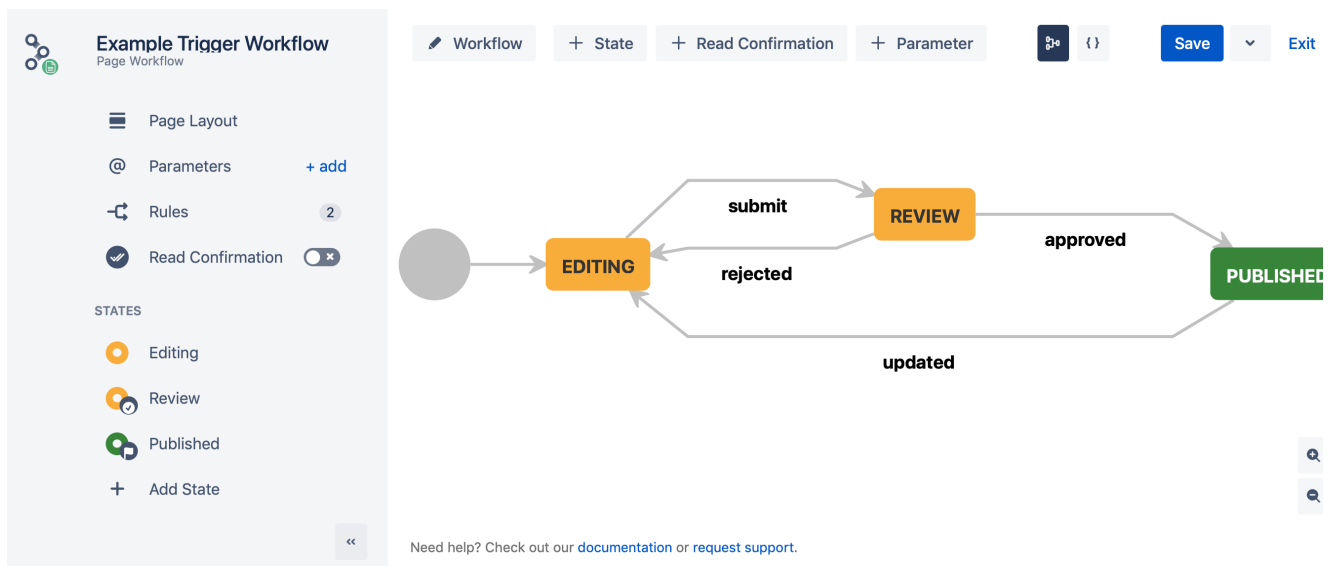 Example Trigger Workflow
Page Workflow
Page Layout
@ Parameters + add
Rules 2
Read Confirmation
STATES
Editing
Review
Published
+ Add State
«
Workflow + State + Read Confirmation + Parameter { } Save Exit
submit
REVIEW
approved
EDITING
rejected
PUBLISHED
updated
Need help? Check out our documentation or request support.